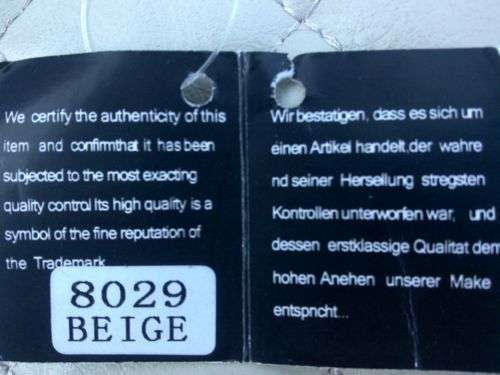 We certify the authenticity of this
item and confirmthat it has been
subjected to the most exacting
quality control Its high quality is a
symbol of the fine reputation of
the Trademark
8029
BEIGE
Wir bestatigen, dass es sich um
einen Artikel handelt,der wahre
nd seiner Hersellung stregsten
Kontrollen unterworfen war, und
dessen erstklassige Qualitat dem
hohen Anehen unserer Make
entspncht...